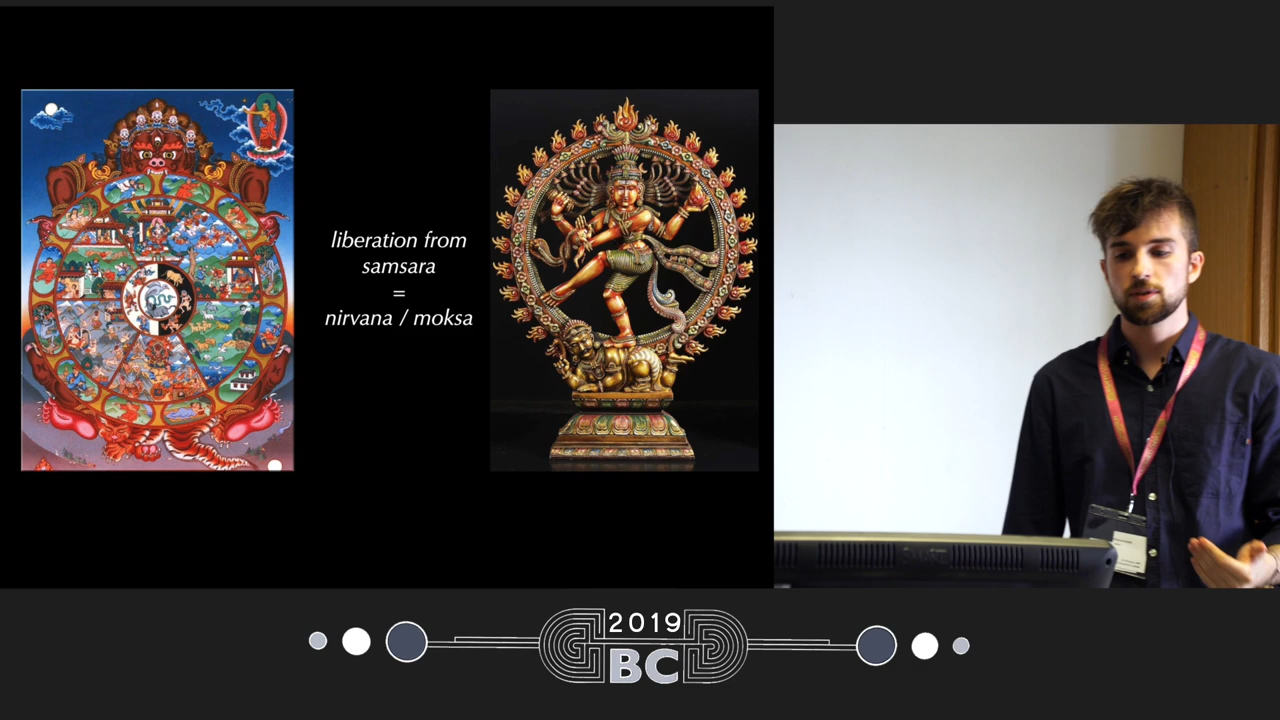 liberation from
samsara
=
nirvana / moksa
2019
BC